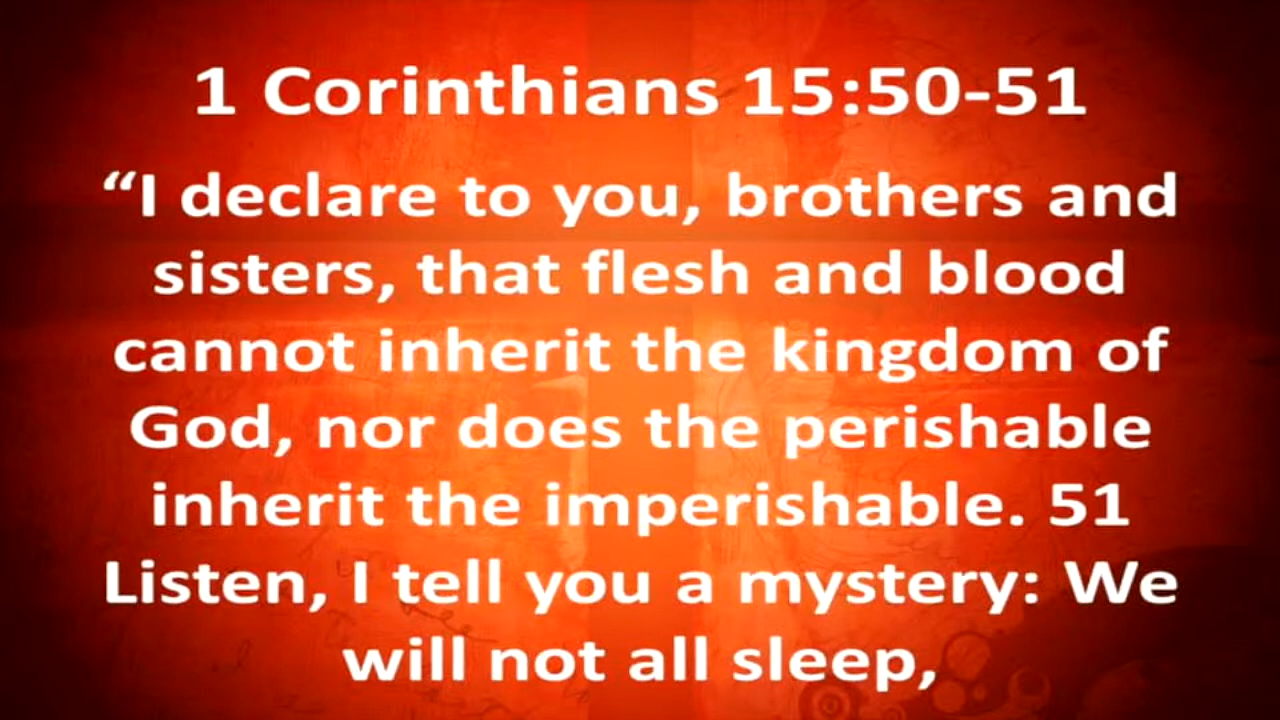 1 Corinthians 15:50-51
“I declare to you, brothers and
sisters, that flesh and blood
cannot inherit the kingdom of
God, nor does the perishable
inherit the imperishable. 51
Listen, I tell you a mystery: We
will not all sleep,